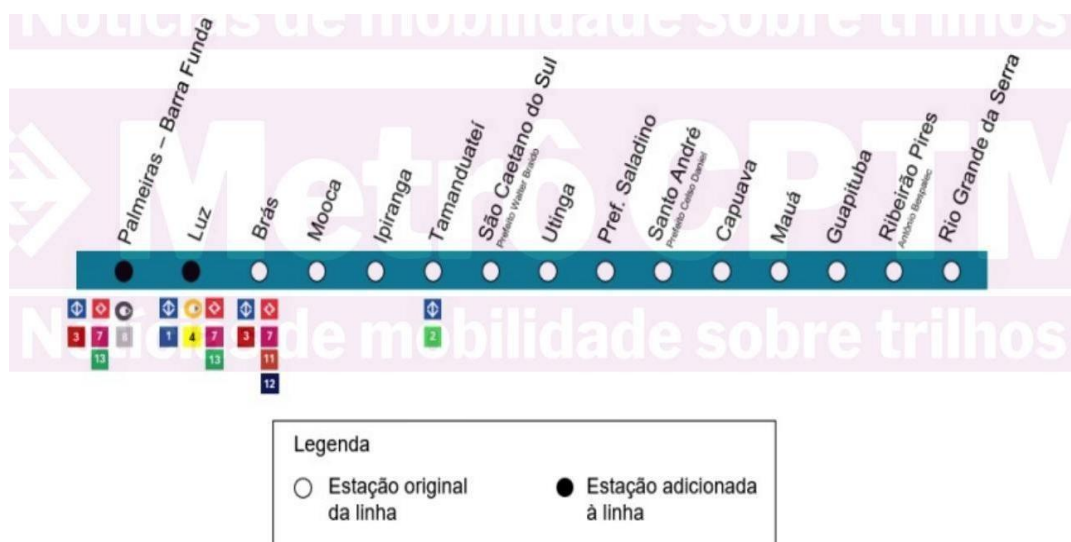 Notícias de mobilidade sobre trilhos
Metrô CPTM
Palmeiras – Barra Funda
Luz
Brás
Mooca
Ipiranga
Tamanduateí
São Caetano do Sul
Prefeito Walter Braido
Utinga
Pref. Saladino
Santo André
Prefeito Celso Daniel
Capuava
Mauá
Guapituba
Ribeirão Pires
Antônio Bespalec
Rio Grande da Serra
3 7 8 1 4 7 3 7 2
13 13 11
12
Notícias de mobilidade sobre trilhos
Legenda
Estação original
da linha
Estação adicionada
à linha